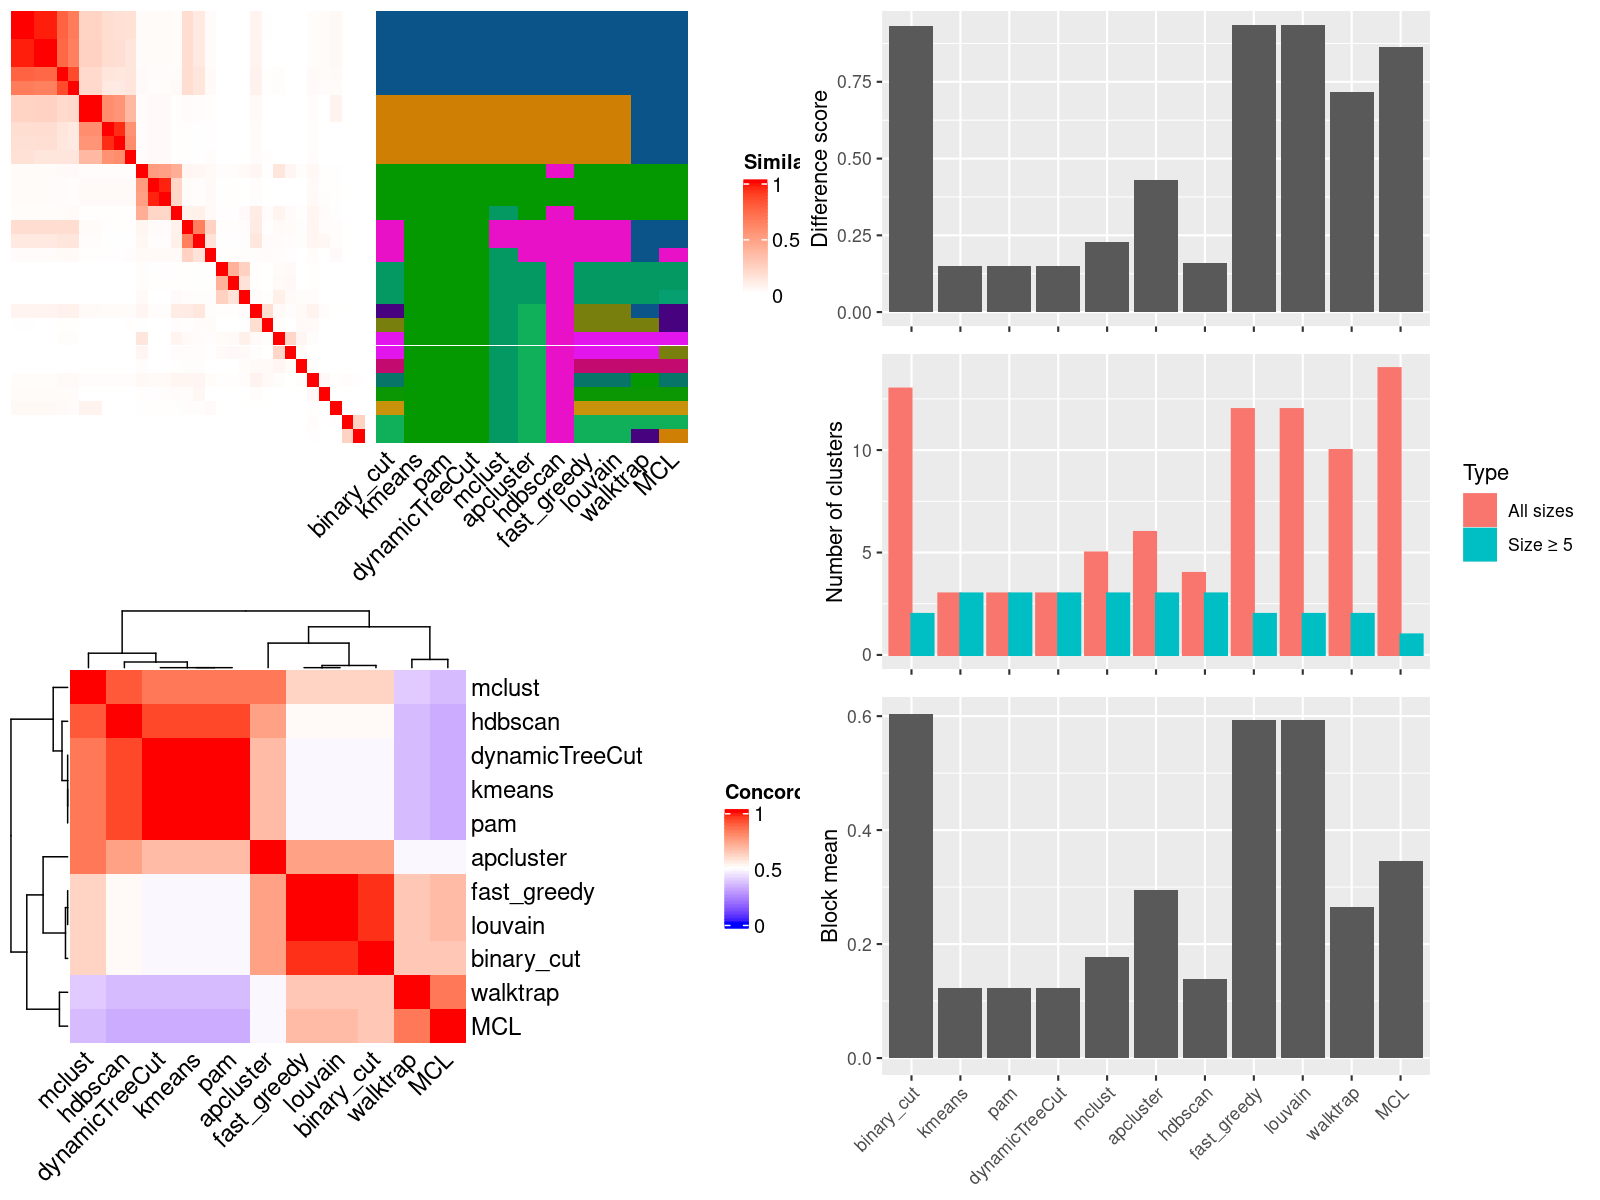 Simila
1
0.5
0
binary_cut
kmeans
pam
dynamicTreeCut
mclust
apcluster
hdbscan
fast_greedy
louvain
walktrap
MCL
mclust
hdbscan
dynamicTreeCut
kmeans
pam
apcluster
fast_greedy
louvain
binary_cut
walktrap
MCL
Concord
1
0.5
0
mclust
hdbscan
dynamicTreeCut
kmeans
pam
apcluster
fast_greedy
louvain
binary_cut
walktrap
MCL
Difference score
0.75
0.50
0.25
0.00
Number of clusters
10
5
0
Type
All sizes
Size ≥ 5
Block mean
0.6
0.4
0.2
0.0
binary_cut
kmeans
pam
dynamicTreeCut
mclust
apcluster
hdbscan
fast_greedy
louvain
walktrap
MCL